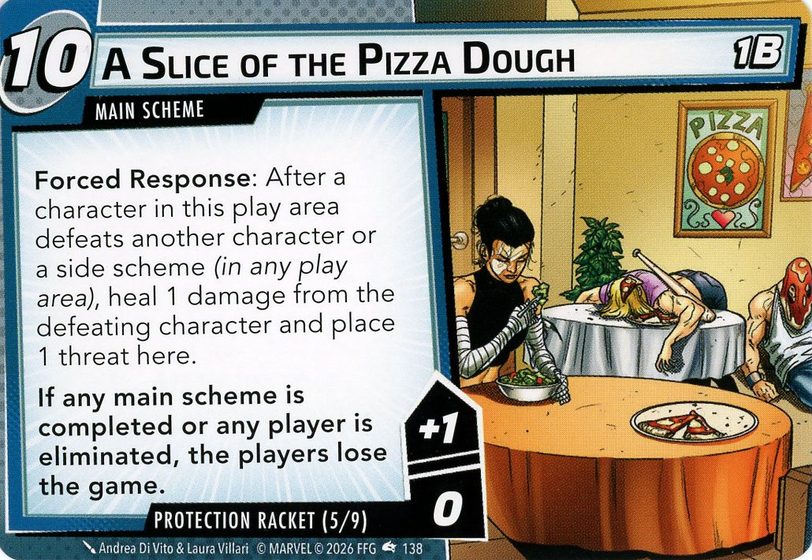 10 A SLICE OF THE PIZZA DOUGH 1B
MAIN SCHEME
Forced Response: After a
character in this play area
defeats another character or
a side scheme (in any play
area), heal 1 damage from the
defeating character and place
1 threat here.
If any main scheme is
completed or any player is
eliminated, the players lose
the game.
+1
0
PROTECTION RACKET (5/9)
Andrea Di Vito & Laura Villari © MARVEL © 2026 FFG 138
PIZZA